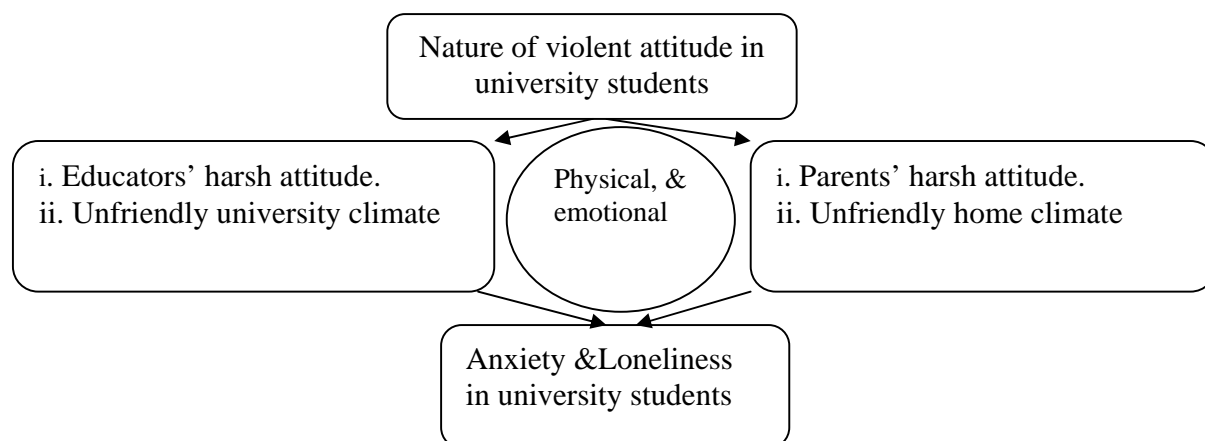 Nature of violent attitude in
university students
i. Educators’ harsh attitude.
ii. Unfriendly university climate
Physical, &
emotional
i. Parents’ harsh attitude.
ii. Unfriendly home climate
Anxiety &Loneliness
in university students